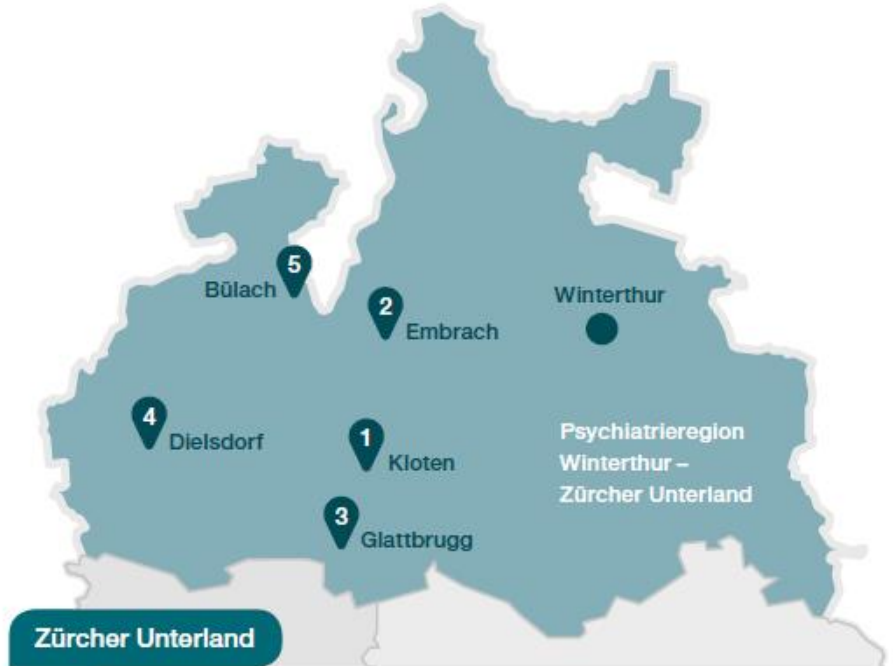 5
Bülach
2
Embrach
Winterthur
4
Dielsdorf
1
Kloten
Psychiatrieregion
Winterthur –
Zürcher Unterland
3
Glattbrugg
Zürcher Unterland